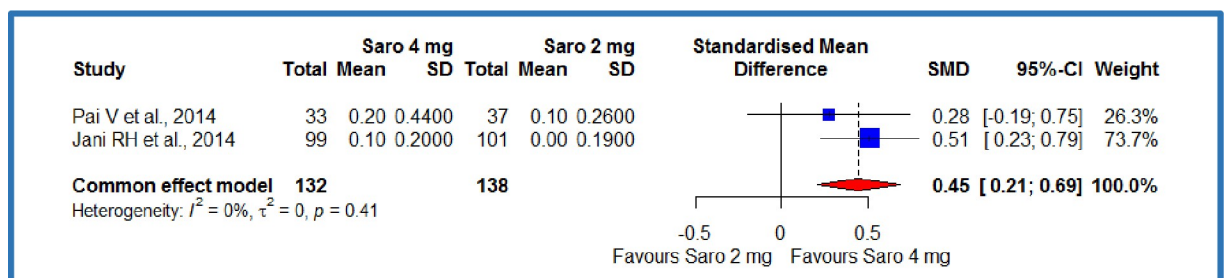 Saro 4 mg Saro 2 mg Standardised Mean
Study Total Mean SD Total Mean SD Difference SMD 95%-CI Weight
Pai V et al., 2014 33 0.20 0.4400 37 0.10 0.2600 0.28 [-0.19; 0.75] 26.3%
Jani RH et al., 2014 99 0.10 0.2000 101 0.00 0.1900 0.51 [ 0.23; 0.79] 73.7%
Common effect model 132 138 0.45 [ 0.21; 0.69] 100.0%
Heterogeneity: I² = 0%, τ² = 0, p = 0.41
-0.5 0 0.5
Favours Saro 2 mg Favours Saro 4 mg